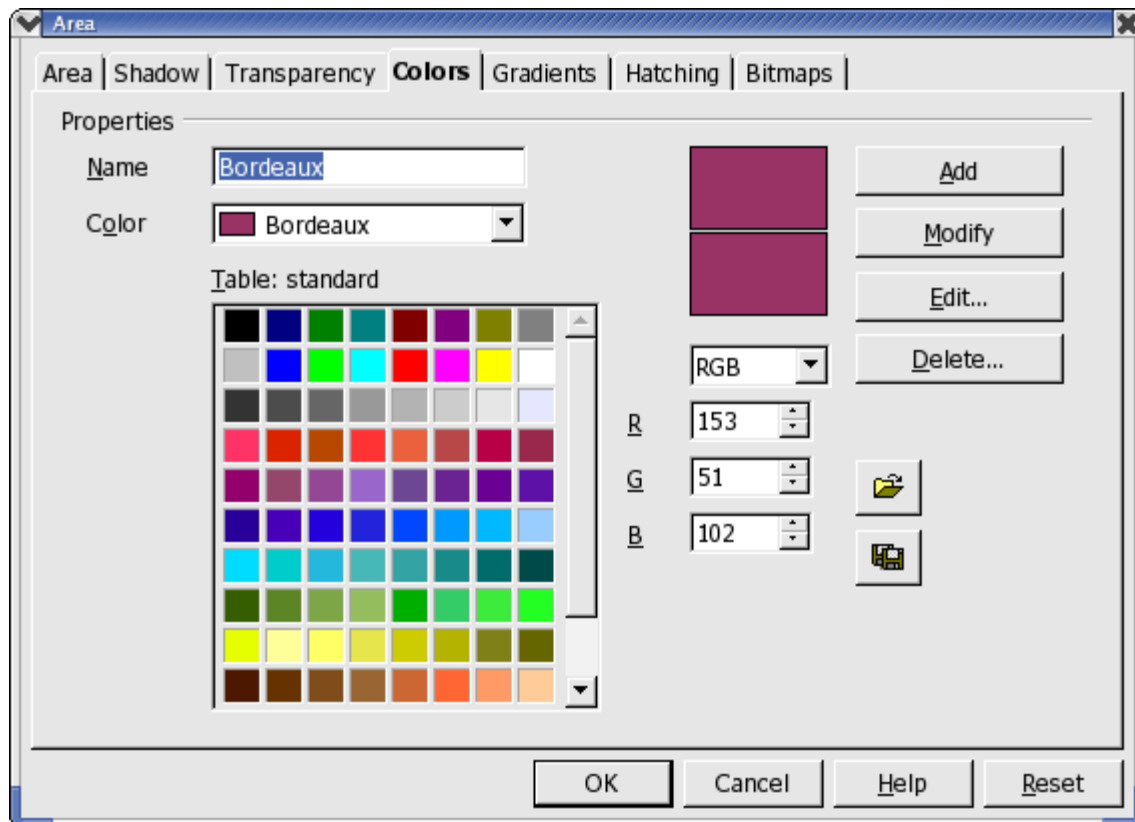 Area
Area Shadow Transparency Colors Gradients Hatching Bitmaps
Properties
Name Bordeaux Add
Color Bordeaux Modify
Table: standard Edit...
RGB Delete...
R 153
G 51
B 102
OK Cancel Help Reset